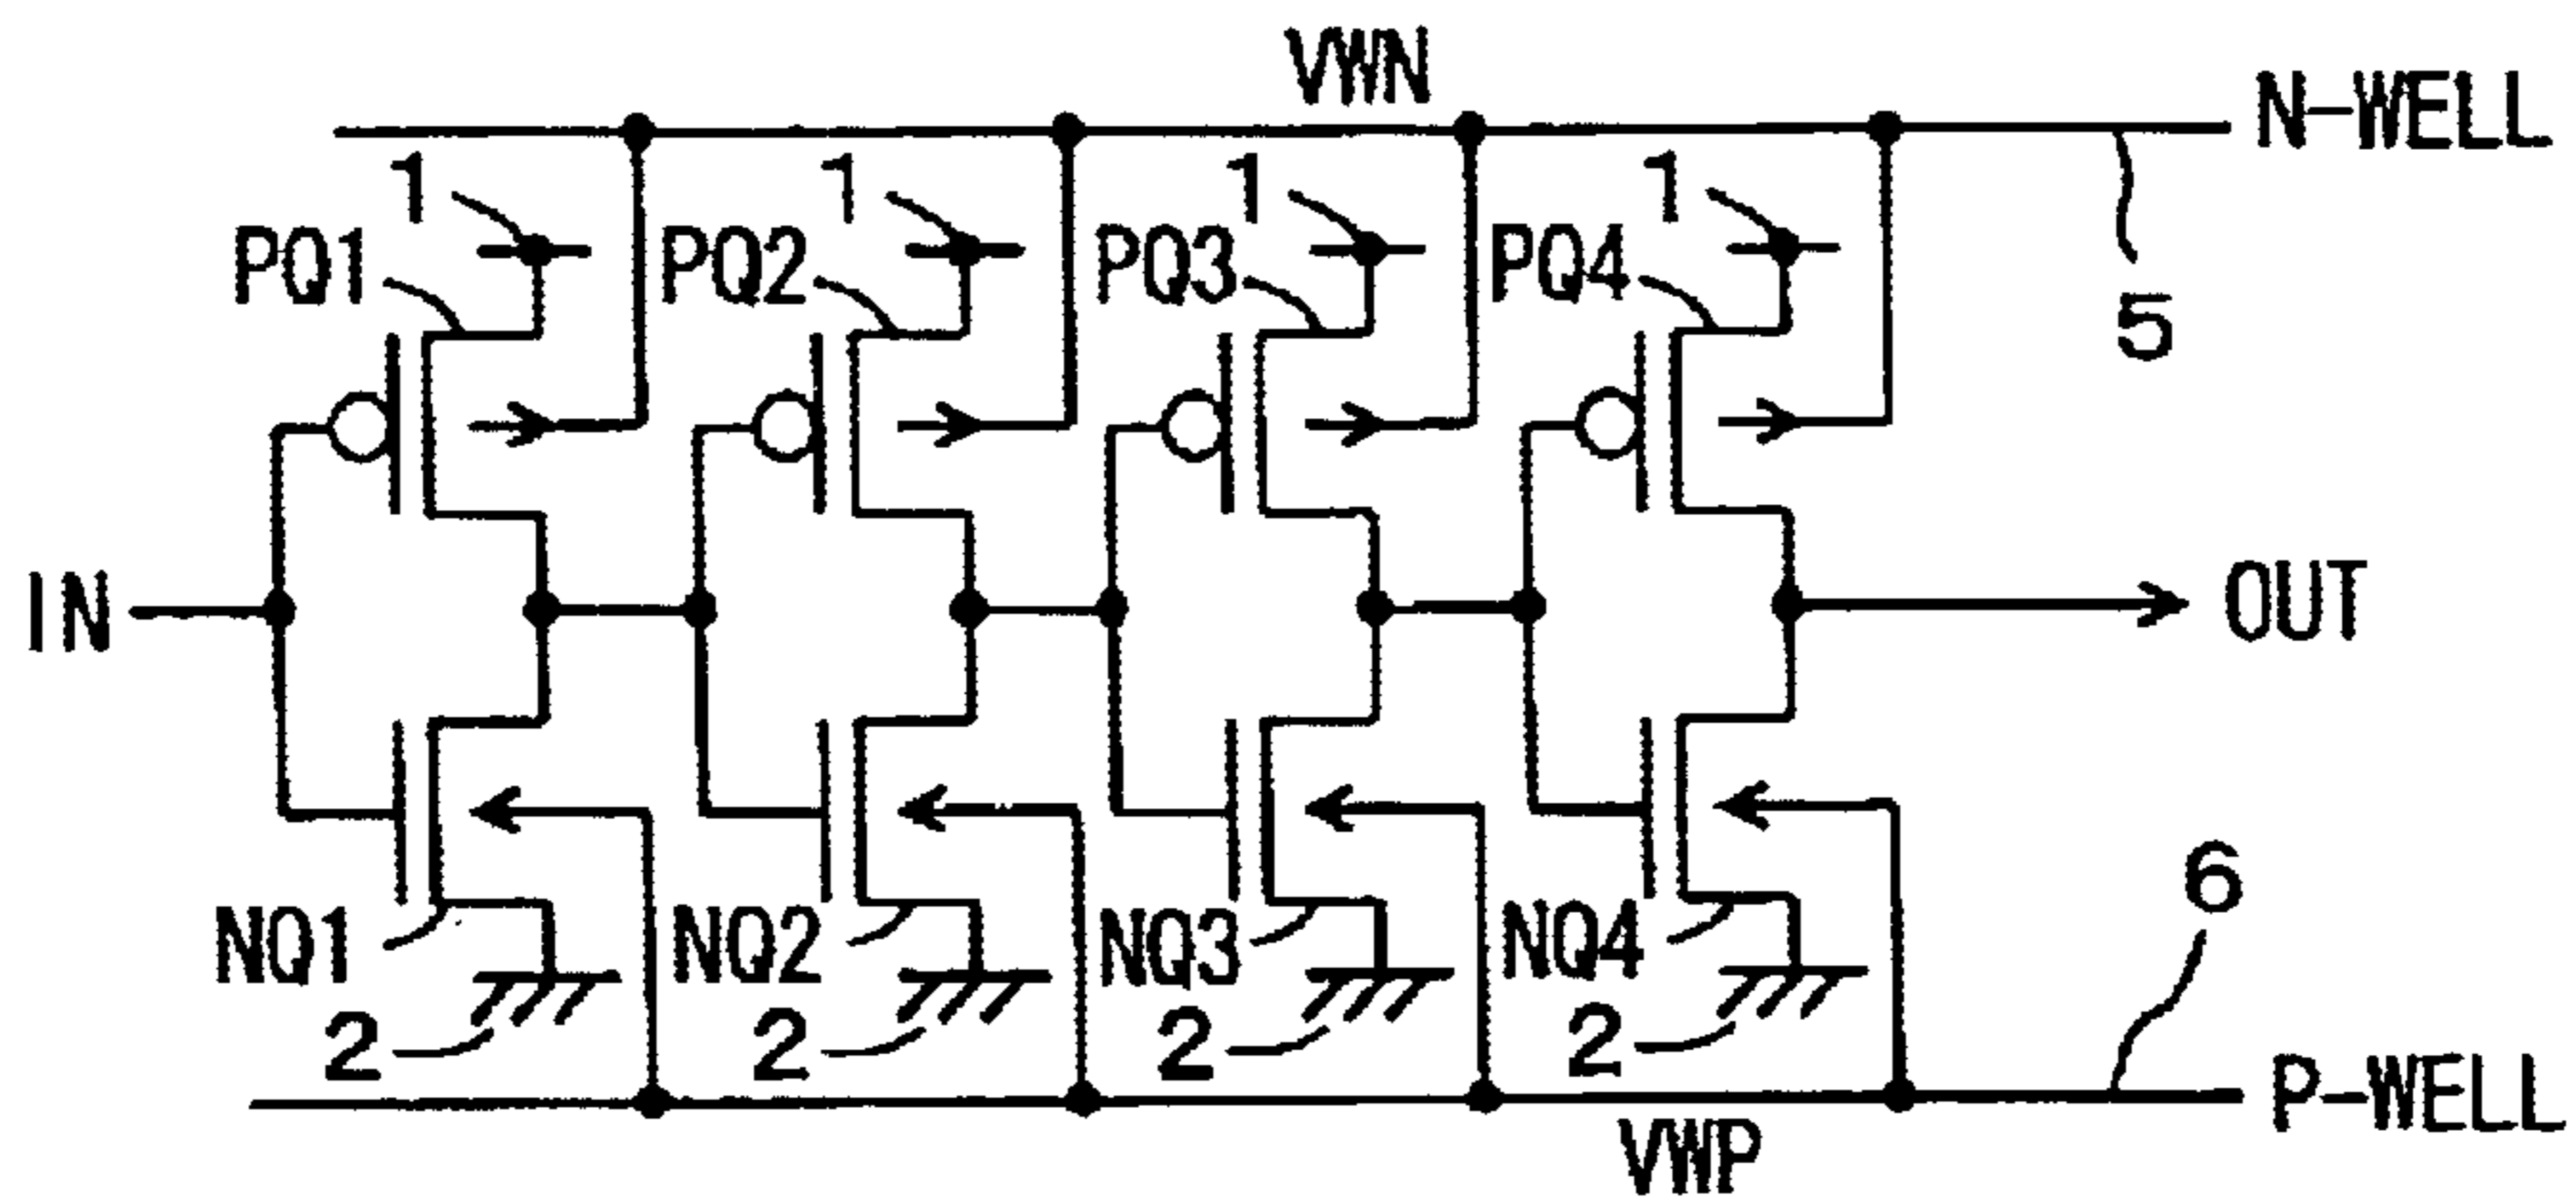 VWN
N-WELL
1 1 1 1
PQ1 PQ2 PQ3 PQ4
5
IN OUT
6
NQ1 NQ2 NQ3 NQ4
2 2 2 2
P-WELL
VWP